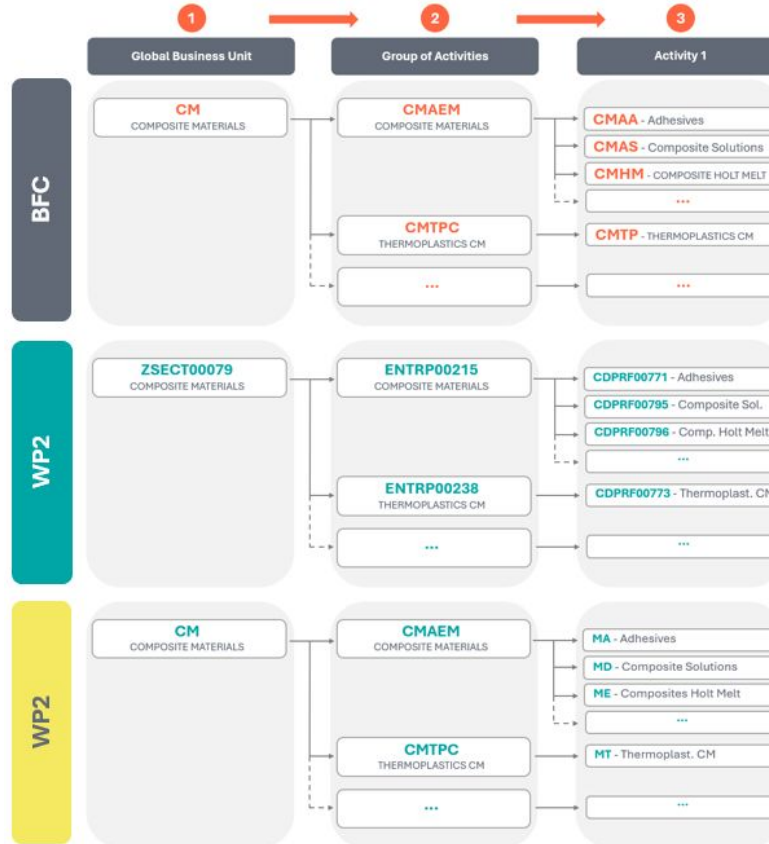 1
2
3
Global Business Unit
Group of Activities
Activity 1
BFC
CM
COMPOSITE MATERIALS
CMAEM
COMPOSITE MATERIALS
CMAA - Adhesives
CMAS - Composite Solutions
CMHM - COMPOSITE HOLT MELT
...
CMTPC
THERMOPLASTICS CM
CMTP - THERMOPLASTICS CM
...
...
WP2
ZSECT00079
COMPOSITE MATERIALS
ENTRP00215
COMPOSITE MATERIALS
CDPRF00771 - Adhesives
CDPRF00795 - Composite Sol.
CDPRF00796 - Comp. Holt Melt
...
ENTRP00238
THERMOPLASTICS CM
CDPRF00773 - Thermoplast. CM
...
...
WP2
CM
COMPOSITE MATERIALS
CMAEM
COMPOSITE MATERIALS
MA - Adhesives
MD - Composite Solutions
ME - Composites Holt Melt
...
CMTPC
THERMOPLASTICS CM
MT - Thermoplast. CM
...
...